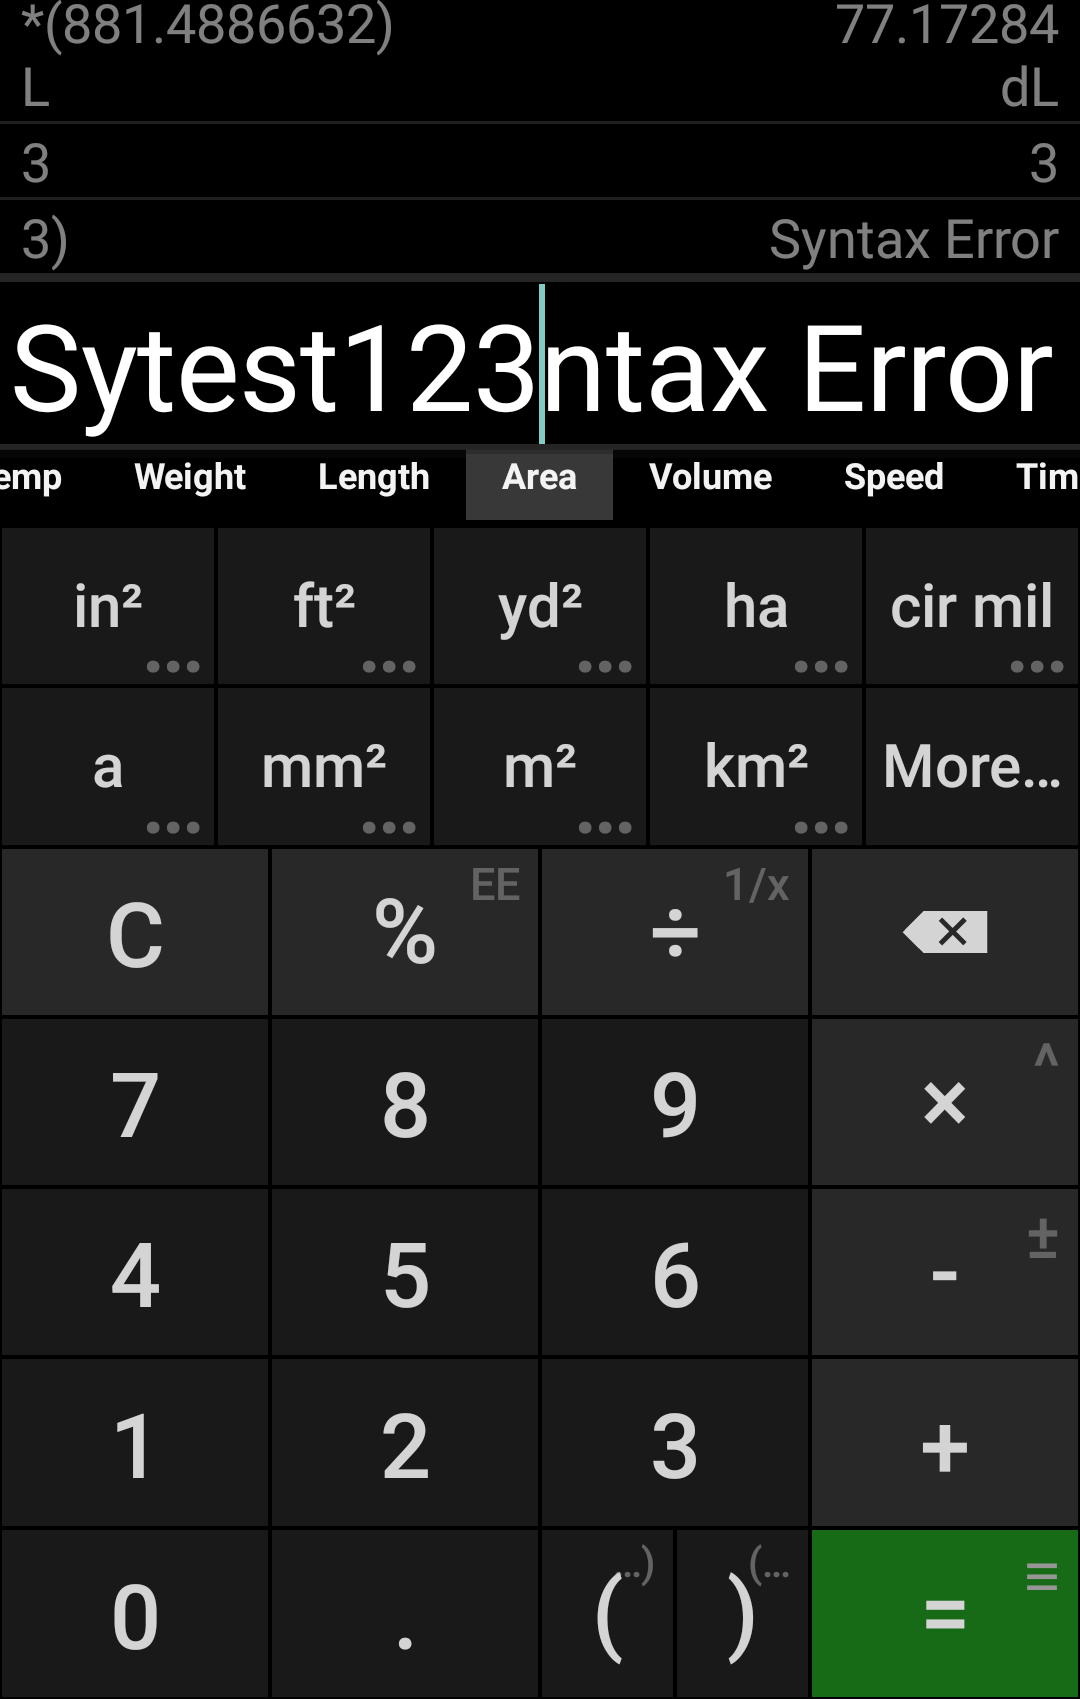 *(881.4886632) 77.17284
L dL
3 3
3) Syntax Error
Sytest123ntax Error
emp Weight Length Area Volume Speed Tim
in² ft² yd² ha cir mil
a mm² m² km² More...
C % EE ÷ 1/x
7 8 9 × ^
4 5 6 - ±
1 2 3 +
0 . ( ..) ) (... =